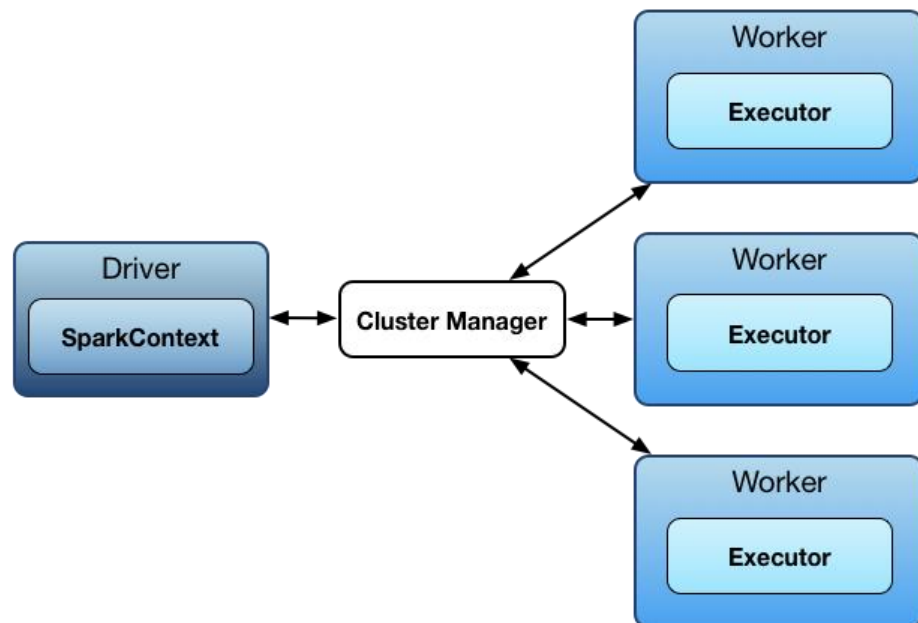 Driver
SparkContext
Cluster Manager
Worker
Executor
Worker
Executor
Worker
Executor